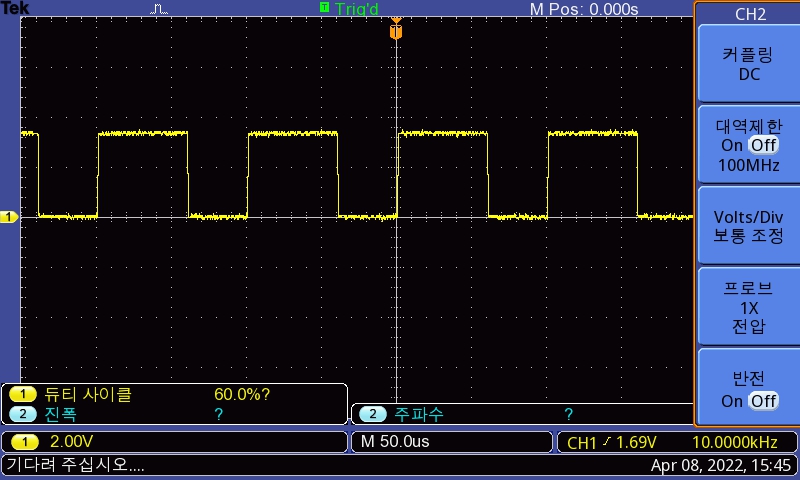 Tek
T Trig'd
M Pos: 0.000s
CH2
T
커플링
DC
대역제한
On Off
100MHz
1
Volts/Div
보통 조정
프로브
1X
전압
반전
On Off
1 듀티 사이클 60.0%?
2 진폭 ?
2 주파수 ?
1 2.00V
M 50.0us
CH1 1.69V 10.0000kHz
기다려 주십시오....
Apr 08, 2022, 15:45